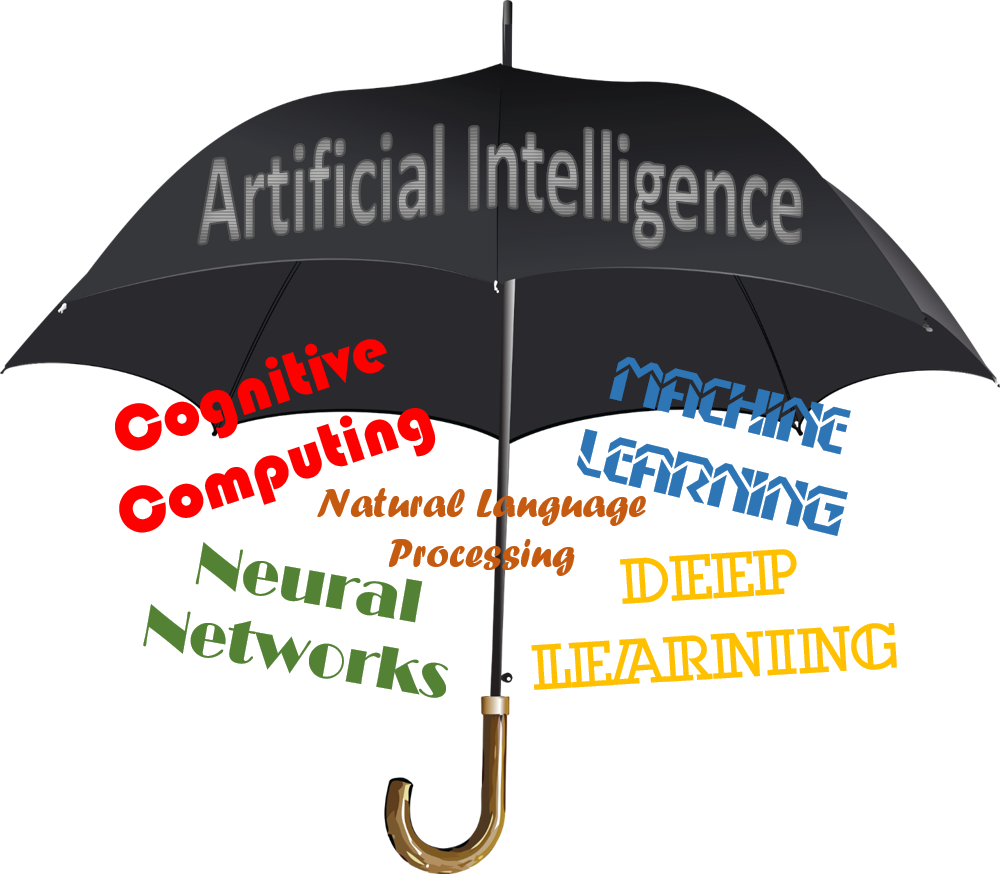 Artificial Intelligence
Cognitive
Computing
MACHINE
LEARNING
Natural Language
Processing
Neural
Networks
DEEP
LEARNING